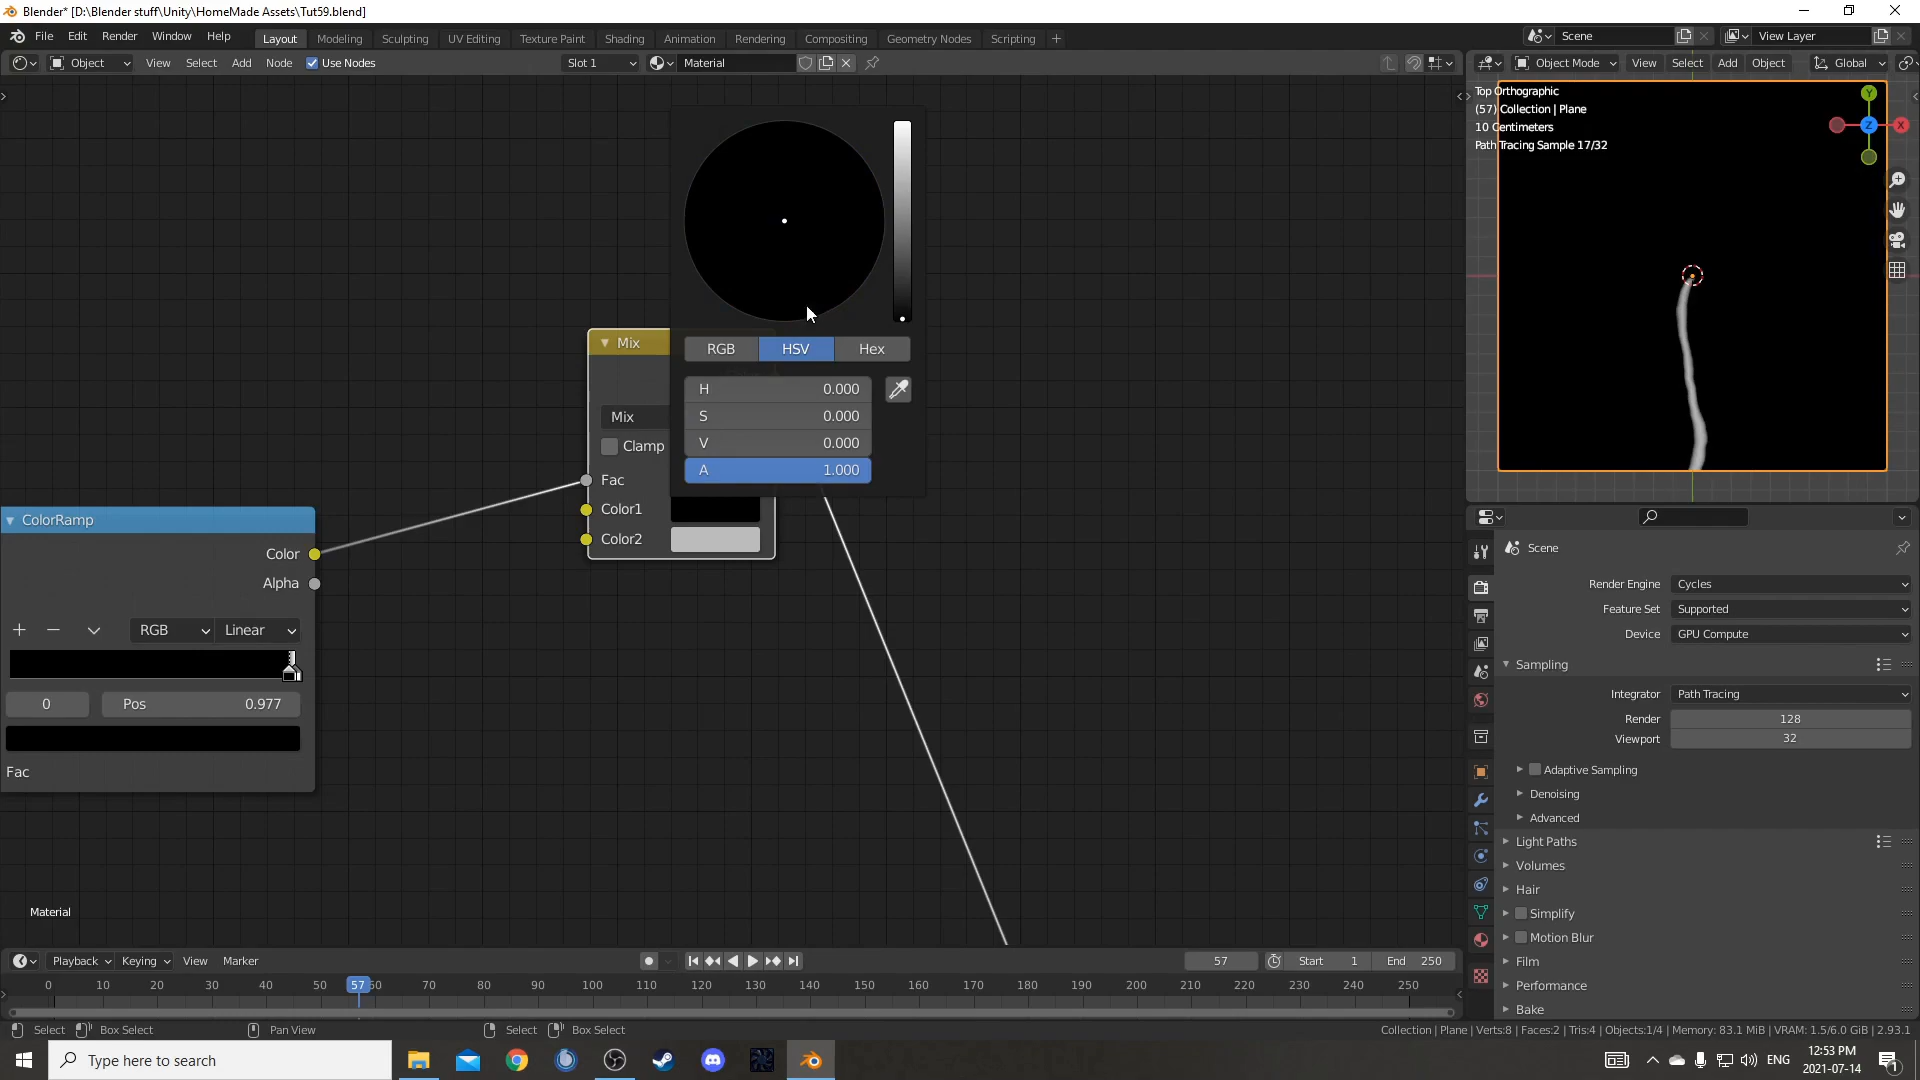 Blender* [D:\Blender stuff\Unity\HomeMade Assets\Tut59.blend]
File Edit Render Window Help Layout Modeling Sculpting UV Editing Texture Paint Shading Animation Rendering Compositing Geometry Nodes Scripting + Scene View Layer
Object View Select Add Node Use Nodes Slot 1 Material Object Mode View Select Add Object Global
Top Orthographic
(57) Collection | Plane
10 Centimeters
Path Tracing Sample 17/32
Y
Z
X
Mix
RGB HSV Hex
H 0.000
S 0.000
V 0.000
A 1.000
Mix
Clamp
Fac
Color1
Color2
ColorRamp
Color
Alpha
RGB Linear
0 Pos 0.977
Fac
Material
Scene
Render Engine Cycles
Feature Set Supported
Device GPU Compute
Sampling
Integrator Path Tracing
Render 128
Viewport 32
Adaptive Sampling
Denoising
Advanced
Light Paths
Volumes
Hair
Simplify
Motion Blur
Film
Performance
Bake
Playback Keying View Marker 57 Start 1 End 250
0 10 20 30 40 50 57 60 70 80 90 100 110 120 130 140 150 160 170 180 190 200 210 220 230 240 250
Select Box Select Pan View Select Box Select Collection | Plane | Verts:8 | Faces:2 | Tris:4 | Objects:1/4 | Memory: 83.1 MiB | VRAM: 1.5/6.0 GiB | 2.93.1
Type here to search
ENG
12:53 PM
2021-07-14
1